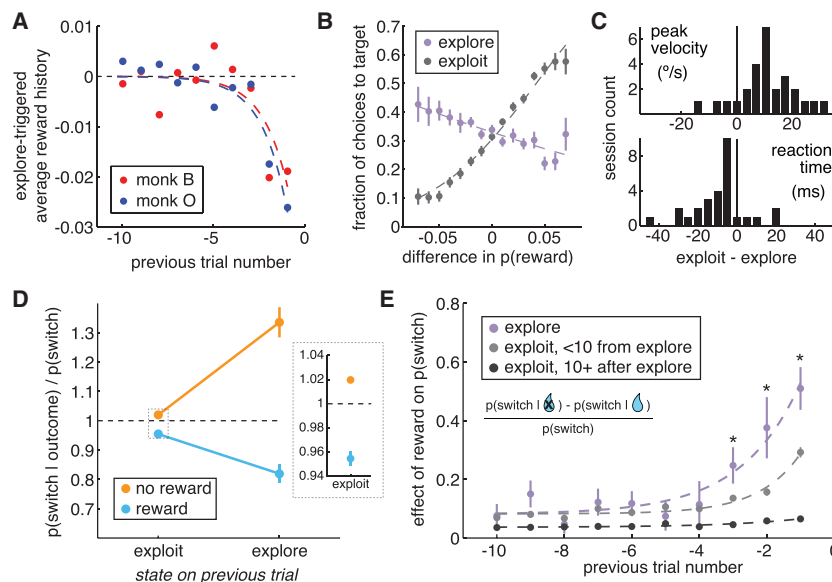 A
0.01
0
-0.01
-0.02
-0.03
explore-triggered
average reward history
monk B
monk O
-10
-5
0
previous trial number
B
0.7
0.6
0.5
0.4
0.3
0.2
0.1
0
fraction of choices to target
explore
exploit
-0.05
0
0.05
difference in p(reward)
C
session count
6
4
2
0
peak
velocity
(°/s)
-20
0
20
8
4
0
reaction
time
(ms)
-40
-20
0
20
40
exploit - explore
D
p(switch | outcome) / p(switch)
1.3
1.2
1.1
1
0.9
0.8
0.7
no reward
reward
exploit
explore
state on previous trial
1.04
1.02
1
0.98
0.96
0.94
exploit
E
effect of reward on p(switch)
0.8
0.6
0.4
0.2
0
explore
exploit, <10 from explore
exploit, 10+ after explore
p(switch | X) - p(switch | )
p(switch)
*
*
*
-10
-8
-6
-4
-2
0
previous trial number